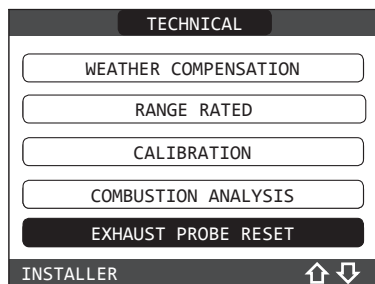 TECHNICAL
WEATHER COMPENSATION
RANGE RATED
CALIBRATION
COMBUSTION ANALYSIS
EXHAUST PROBE RESET
INSTALLER